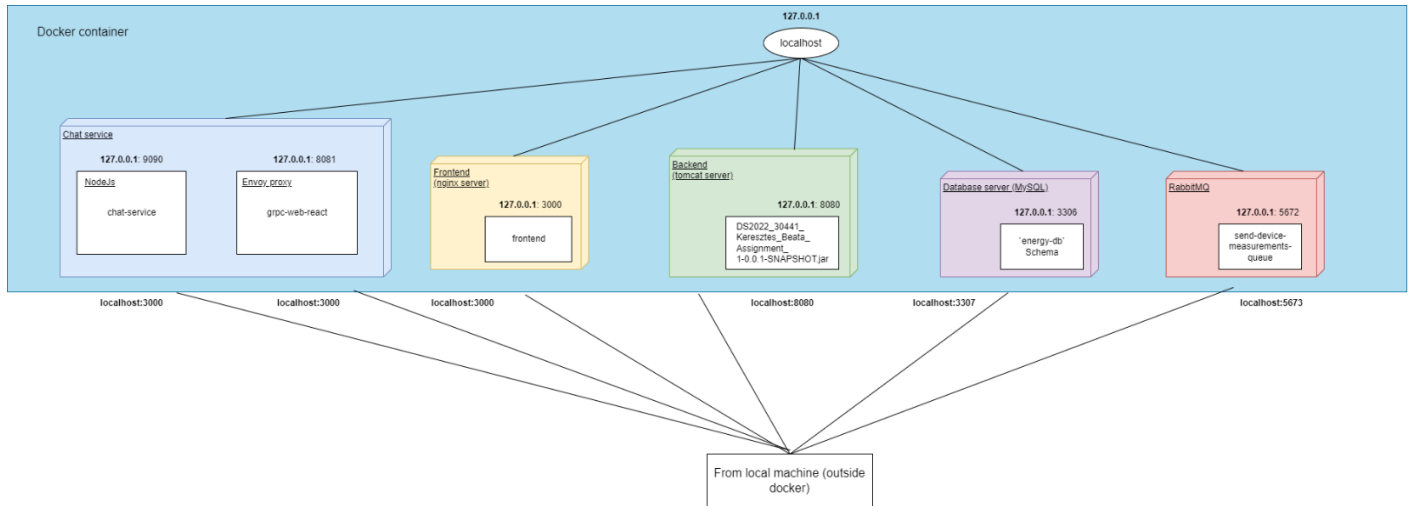 127.0.0.1
Docker container
localhost
Chat service
127.0.0.1: 9090
127.0.0.1: 8081
NodeJs
chat-service
Envoy proxy
grpc-web-react
Frontend
(nginx server)
127.0.0.1: 3000
frontend
Backend
(tomcat server)
127.0.0.1: 8080
DS2022_30441_
Keresztes_Beata_
Assignment_
1-0.0.1-SNAPSHOT.jar
Database server (MySQL)
127.0.0.1: 3306
`energy-db`
Schema
RabbitMQ
127.0.0.1: 5672
send-device-
measurements-
queue
localhost:3000
localhost:3000
localhost:3000
localhost:8080
localhost:3307
localhost:5673
From local machine (outside
docker)